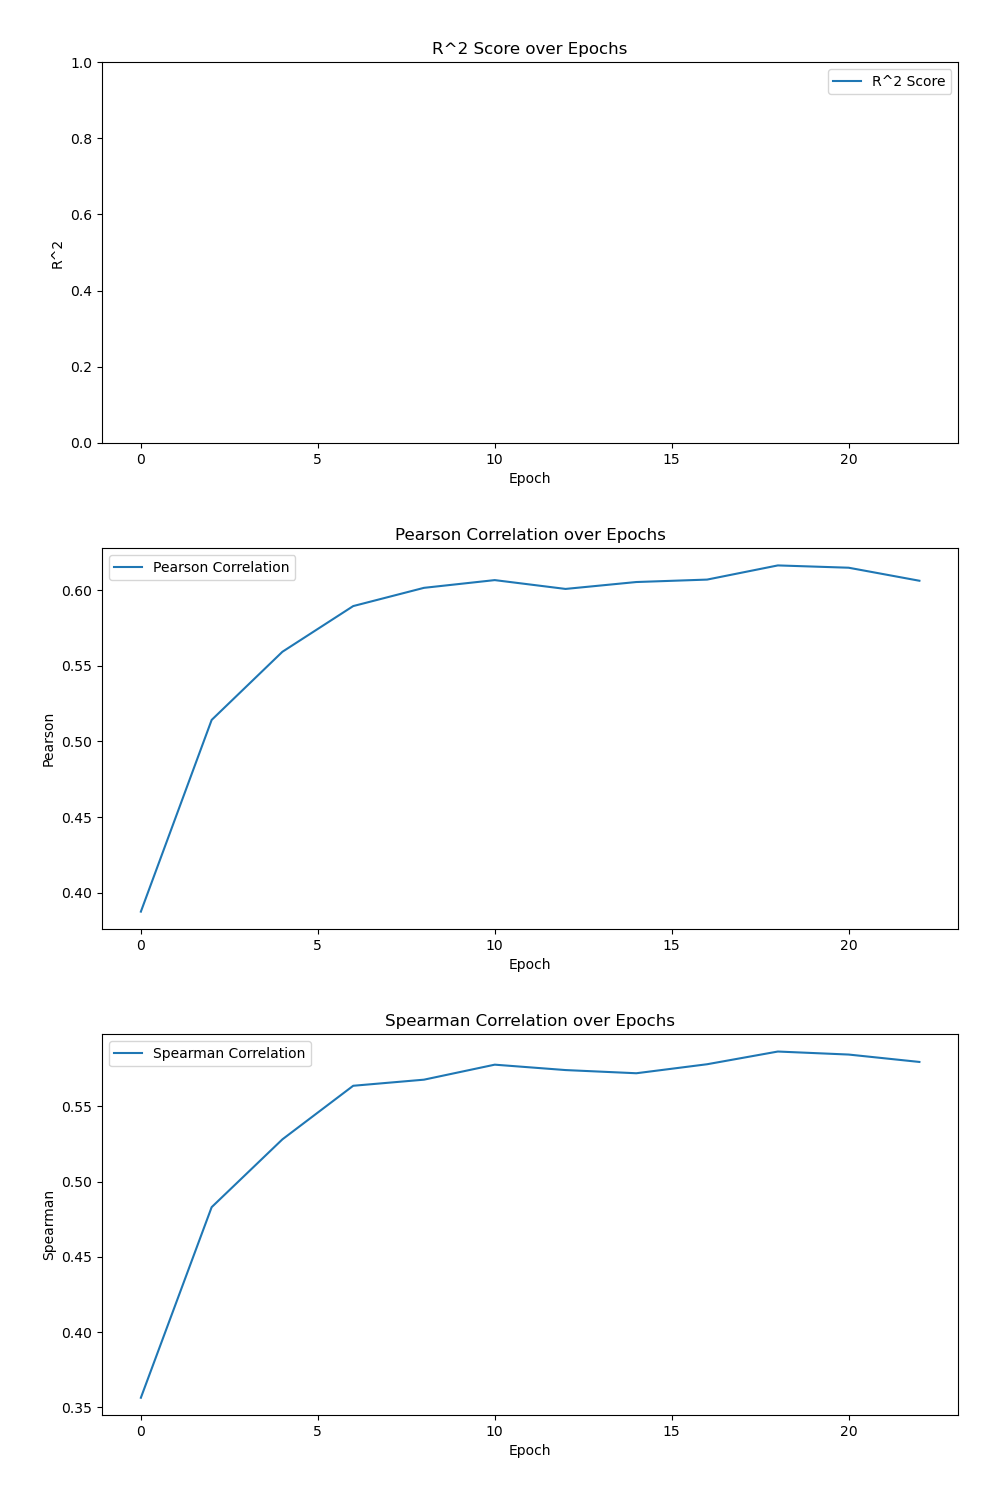 R^2 Score over Epochs
R^2 Score
1.0
0.8
0.6
0.4
0.2
0.0
R^2
0 5 10 15 20
Epoch
Pearson Correlation over Epochs
Pearson Correlation
0.60
0.55
0.50
0.45
0.40
Pearson
0 5 10 15 20
Epoch
Spearman Correlation over Epochs
Spearman Correlation
0.55
0.50
0.45
0.40
0.35
Spearman
0 5 10 15 20
Epoch